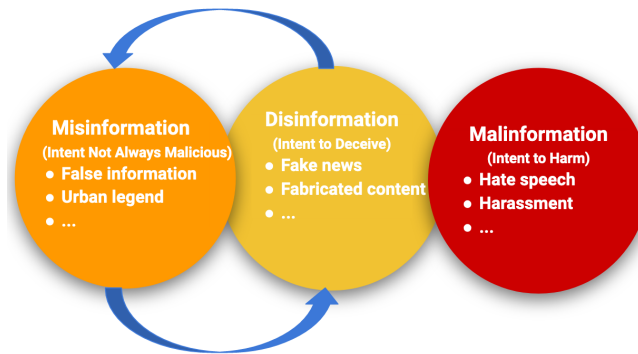 Misinformation
(Intent Not Always Malicious)
● False information
● Urban legend
● ...
Disinformation
(Intent to Deceive)
● Fake news
● Fabricated content
● ...
Malinformation
(Intent to Harm)
● Hate speech
● Harassment
● ...